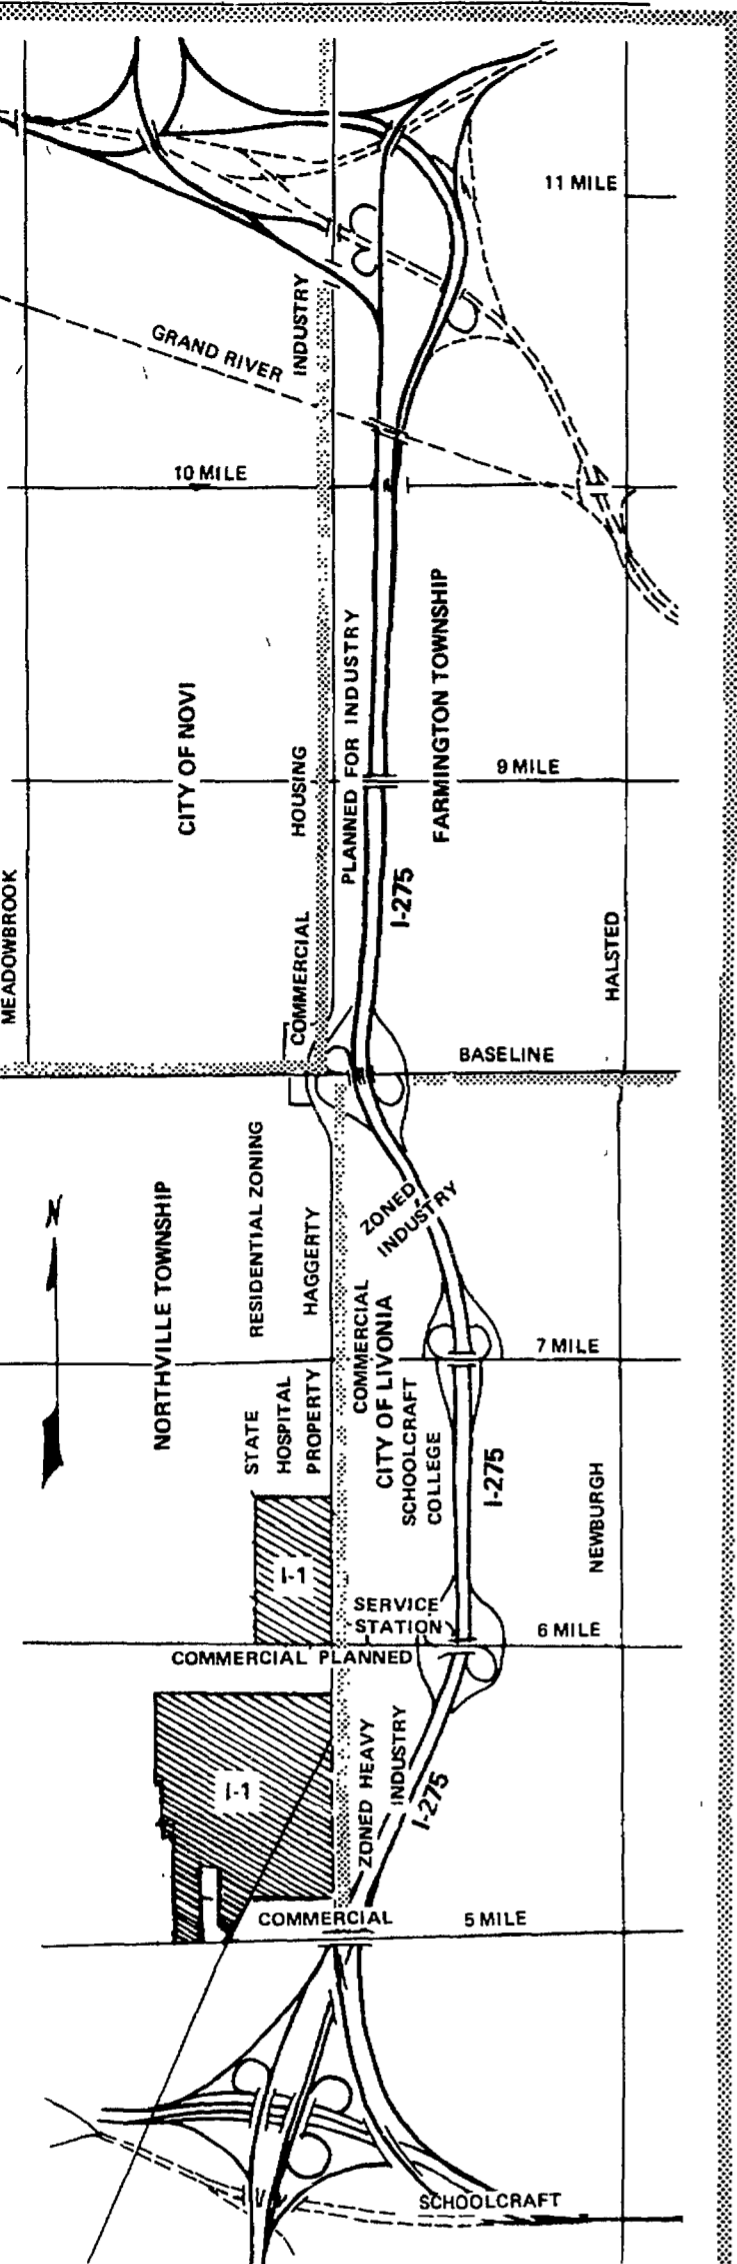 11 MILE
INDUSTRY
GRAND RIVER
10 MILE
CITY OF NOVI
HOUSING
PLANNED FOR INDUSTRY
FARMINGTON TOWNSHIP
9 MILE
I-275
MEADOWBROOK
COMMERCIAL
HALSTED
BASELINE
N
NORTHVILLE TOWNSHIP
RESIDENTIAL ZONING
HAGGERTY
ZONED
INDUSTRY
COMMERCIAL
CITY OF LIVONIA
7 MILE
STATE
HOSPITAL
PROPERTY
SCHOOLCRAFT
COLLEGE
I-275
NEWBURGH
I-1
SERVICE
STATION
6 MILE
COMMERCIAL PLANNED
I-1
ZONED HEAVY
INDUSTRY
I-275
COMMERCIAL
5 MILE
SCHOOLCRAFT